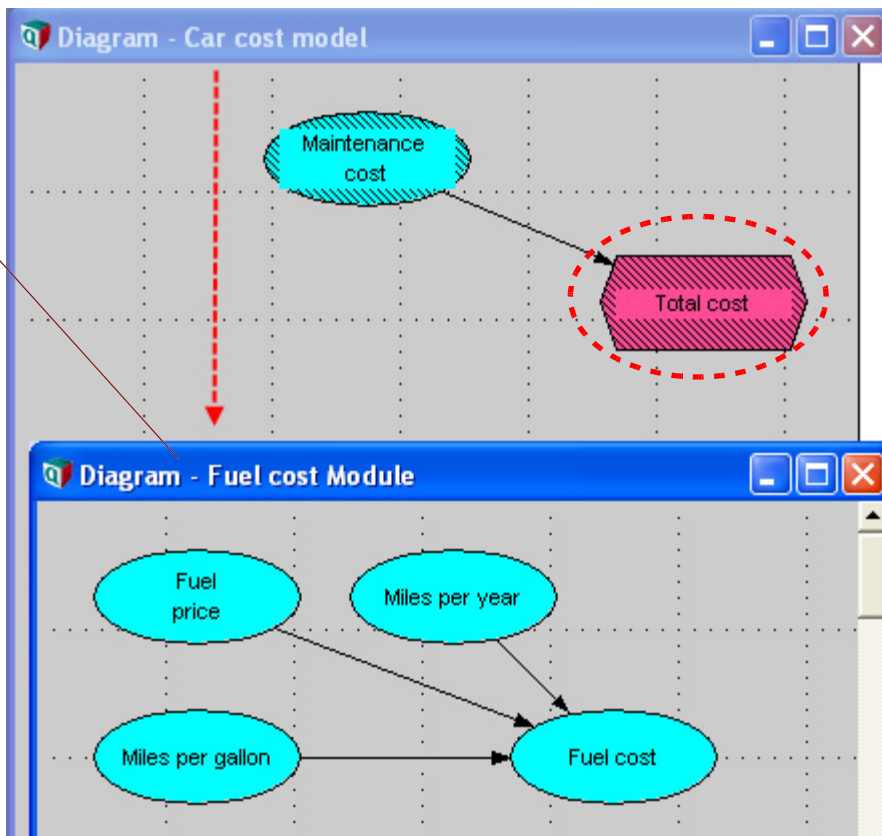 Diagram - Car cost model
Maintenance
cost
Total cost
Diagram - Fuel cost Module
Fuel
price
Miles per year
Miles per gallon
Fuel cost